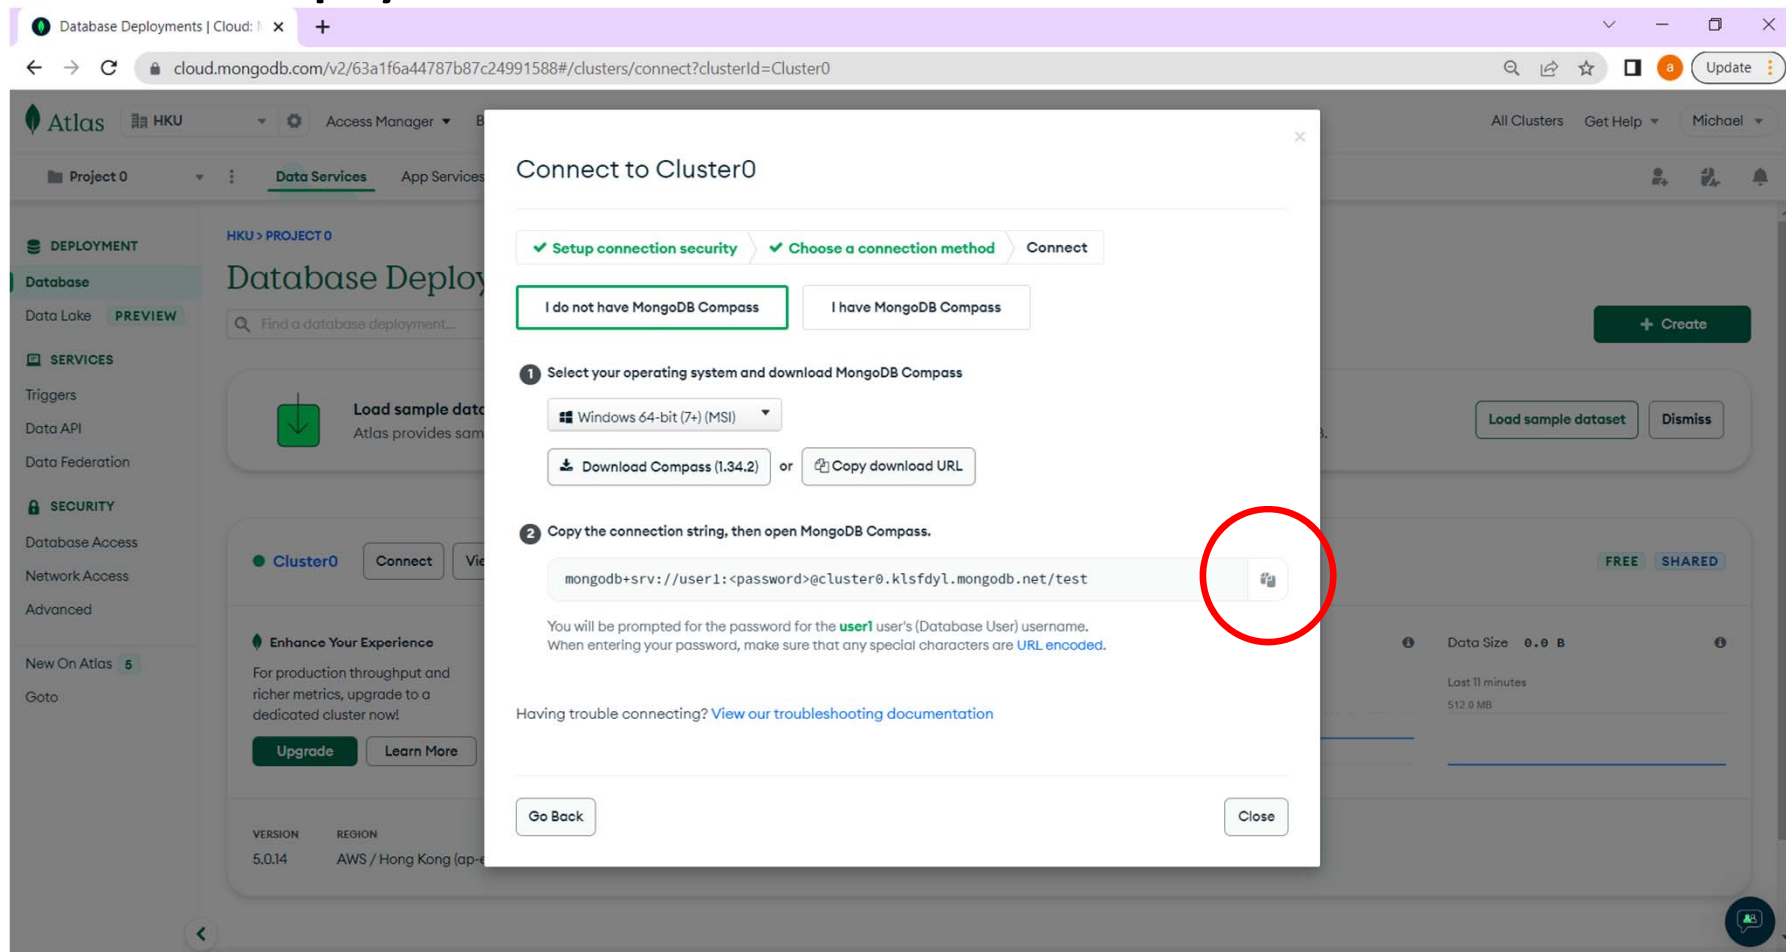 Database Deployments | Cloud:
cloud.mongodb.com/v2/63a1f6a44787b87c24991588#/clusters/connect?clusterId=Cluster0
a
Update
Atlas
HKU
Access Manager
B
All Clusters
Get Help
Michael
Project 0
Data Services
App Services
DEPLOYMENT
Database
Data Lake PREVIEW
SERVICES
Triggers
Data API
Data Federation
SECURITY
Database Access
Network Access
Advanced
New On Atlas 5
Goto
HKU > PROJECT 0
Database Deploy
Find a database deployment...
+ Create
Load sample data
Atlas provides sam
Load sample dataset
Dismiss
Cluster0
Connect
Vie
FREE SHARED
Enhance Your Experience
For production throughput and
richer metrics, upgrade to a
dedicated cluster now!
Upgrade
Learn More
Data Size 0.0 B
Last 11 minutes
512.0 MB
VERSION
REGION
5.0.14
AWS / Hong Kong (ap-e
Connect to Cluster0
Setup connection security
Choose a connection method
Connect
I do not have MongoDB Compass
I have MongoDB Compass
1 Select your operating system and download MongoDB Compass
Windows 64-bit (7+) (MSI)
Download Compass (1.34.2) or Copy download URL
2 Copy the connection string, then open MongoDB Compass.
mongodb+srv://user1:<password>@cluster0.klsfdyl.mongodb.net/test
You will be prompted for the password for the user1 user's (Database User) username.
When entering your password, make sure that any special characters are URL encoded.
Having trouble connecting? View our troubleshooting documentation
Go Back
Close